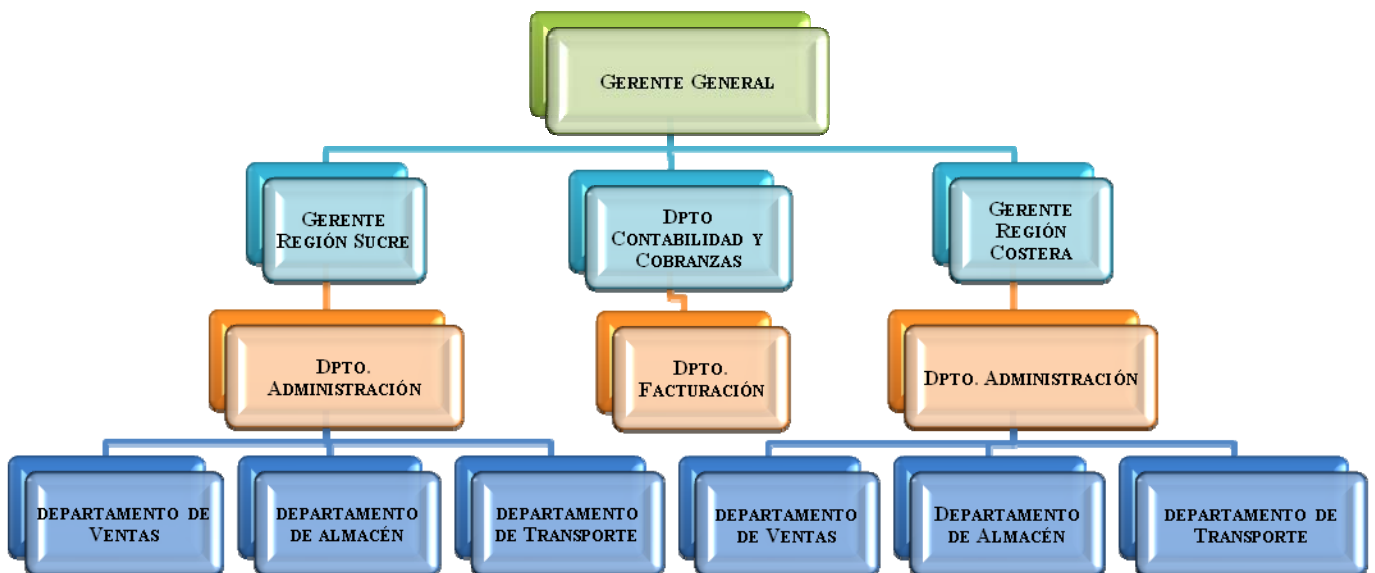 Gerente General
Gerente
Región Sucre
Dpto
Contabilidad y
Cobranzas
Gerente
Región
Costera
Dpto.
Administración
Dpto.
Facturación
Dpto. Administración
departamento de
Ventas
departamento
de almacén
departamento
de Transporte
departamento
de Ventas
Departamento
de Almacén
departamento de
Transporte